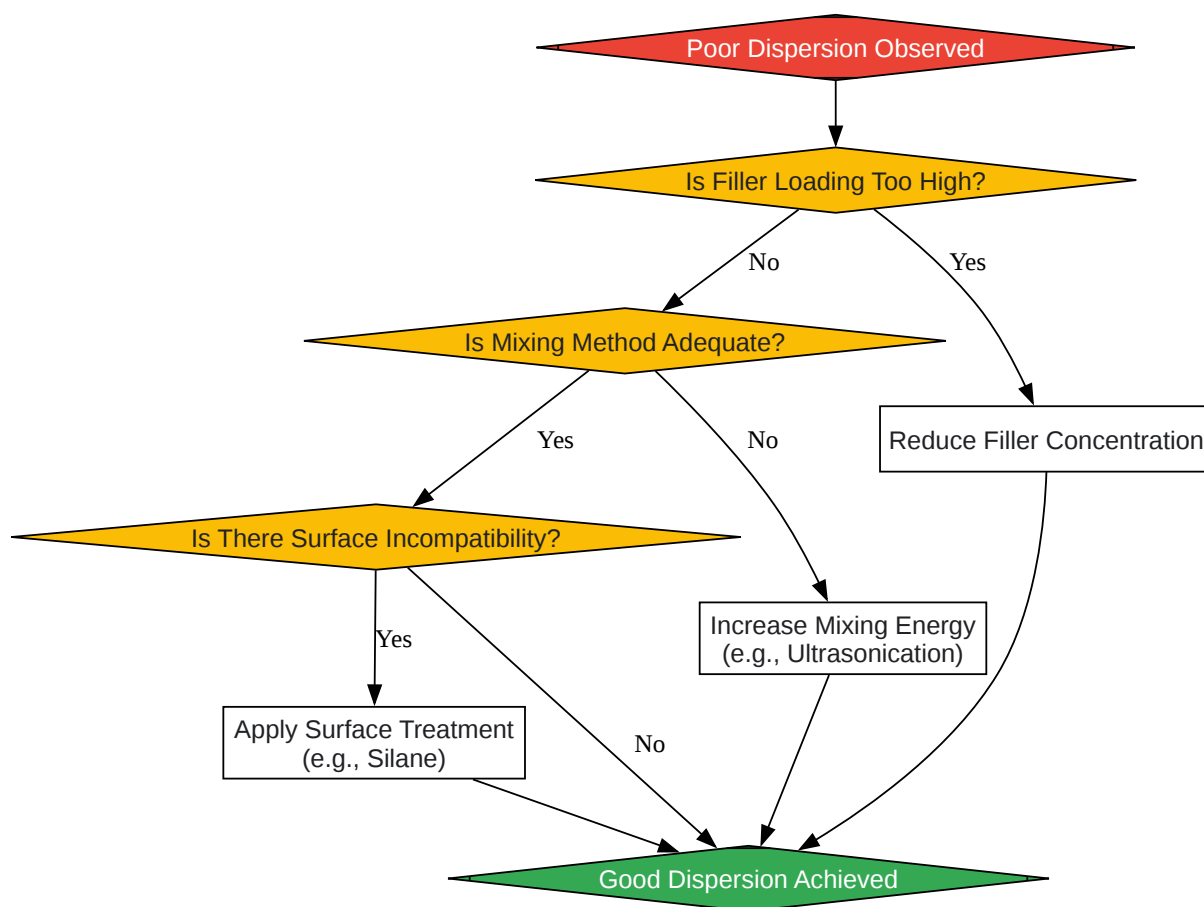 Poor Dispersion Observed
Is Filler Loading Too High?
No
Yes
Is Mixing Method Adequate?
Yes
No
Reduce Filler Concentration
Is There Surface Incompatibility?
Increase Mixing Energy
(e.g., Ultrasonication)
Yes
Apply Surface Treatment
(e.g., Silane)
No
Good Dispersion Achieved